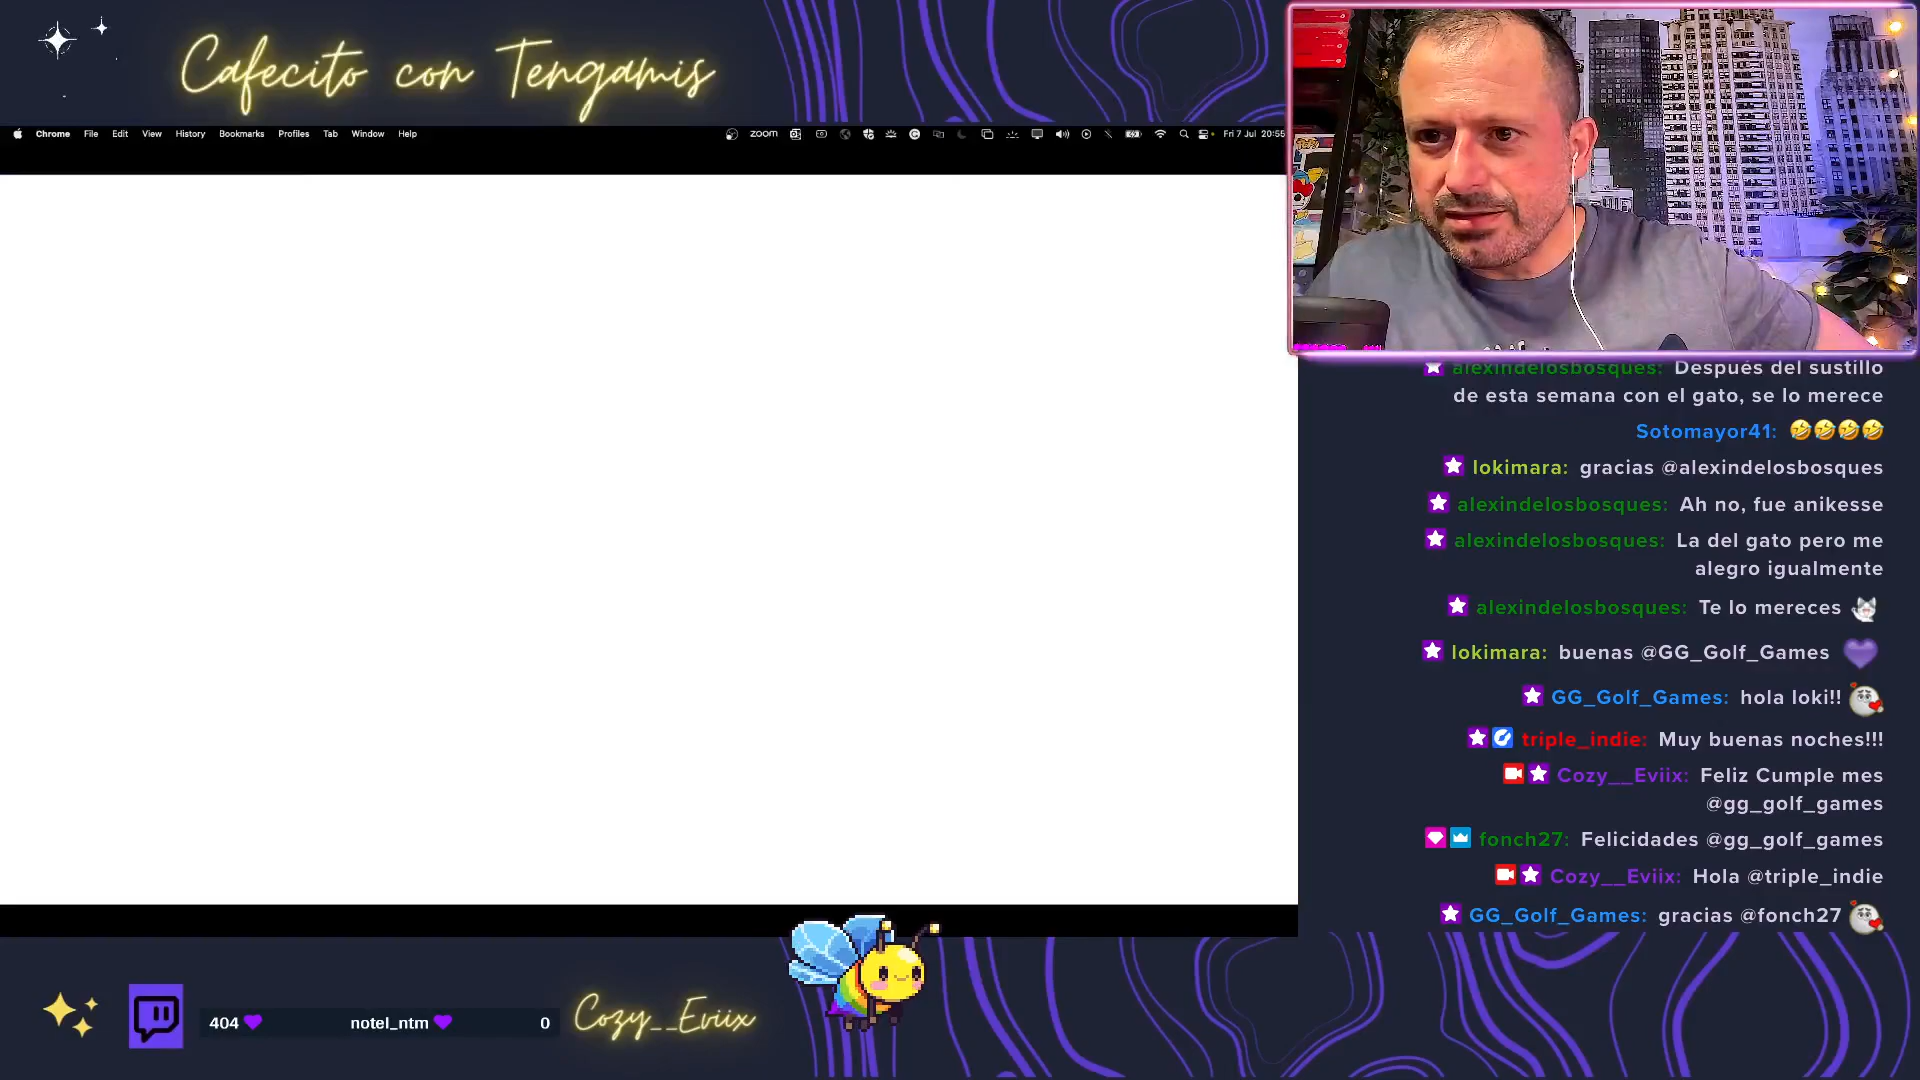 Cafecito con Tengamis
Chrome File Edit View History Bookmarks Profiles Tab Window Help
zoom Fri 7 Jul 20:55
alexindelosbosques: Después del sustillo
de esta semana con el gato, se lo merece
Sotomayor41: 🤣🤣🤣🤣
lokimara: gracias @alexindelosbosques
alexindelosbosques: Ah no, fue anikesse
alexindelosbosques: La del gato pero me
alegro igualmente
alexindelosbosques: Te lo mereces
lokimara: buenas @GG_Golf_Games
GG_Golf_Games: hola loki!!
triple_indie: Muy buenas noches!!!
Cozy__Eviix: Feliz Cumple mes
@gg_golf_games
fonch27: Felicidades @gg_golf_games
Cozy__Eviix: Hola @triple_indie
GG_Golf_Games: gracias @fonch27
404 notel_ntm 0
Cozy__Eviix